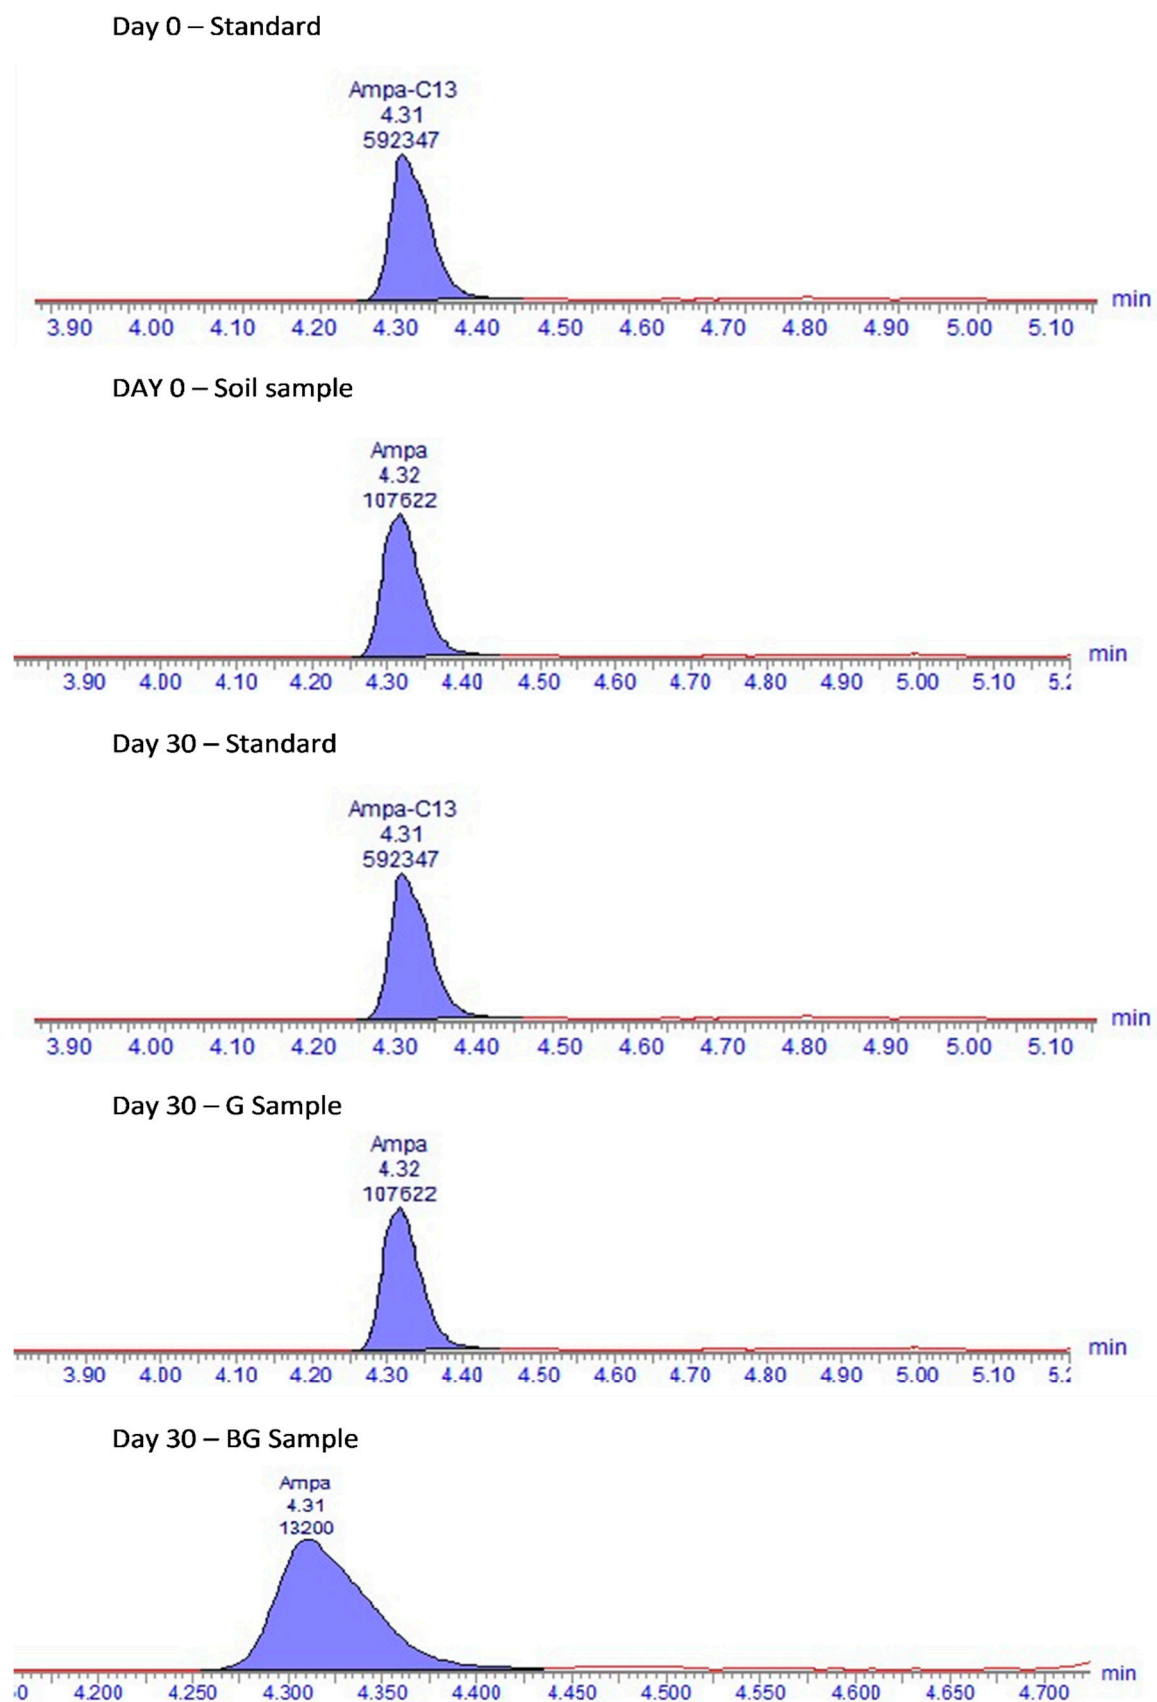 Day 0 – Standard
Ampa-C13
4.31
592347
min
3.90 4.00 4.10 4.20 4.30 4.40 4.50 4.60 4.70 4.80 4.90 5.00 5.10
DAY 0 – Soil sample
Ampa
4.32
107622
min
3.90 4.00 4.10 4.20 4.30 4.40 4.50 4.60 4.70 4.80 4.90 5.00 5.10
Day 30 – Standard
Ampa-C13
4.31
592347
min
3.90 4.00 4.10 4.20 4.30 4.40 4.50 4.60 4.70 4.80 4.90 5.00 5.10
Day 30 – G Sample
Ampa
4.32
107622
min
3.90 4.00 4.10 4.20 4.30 4.40 4.50 4.60 4.70 4.80 4.90 5.00 5.10
Day 30 – BG Sample
Ampa
4.31
13200
min
4.200 4.250 4.300 4.350 4.400 4.450 4.500 4.550 4.600 4.650 4.700